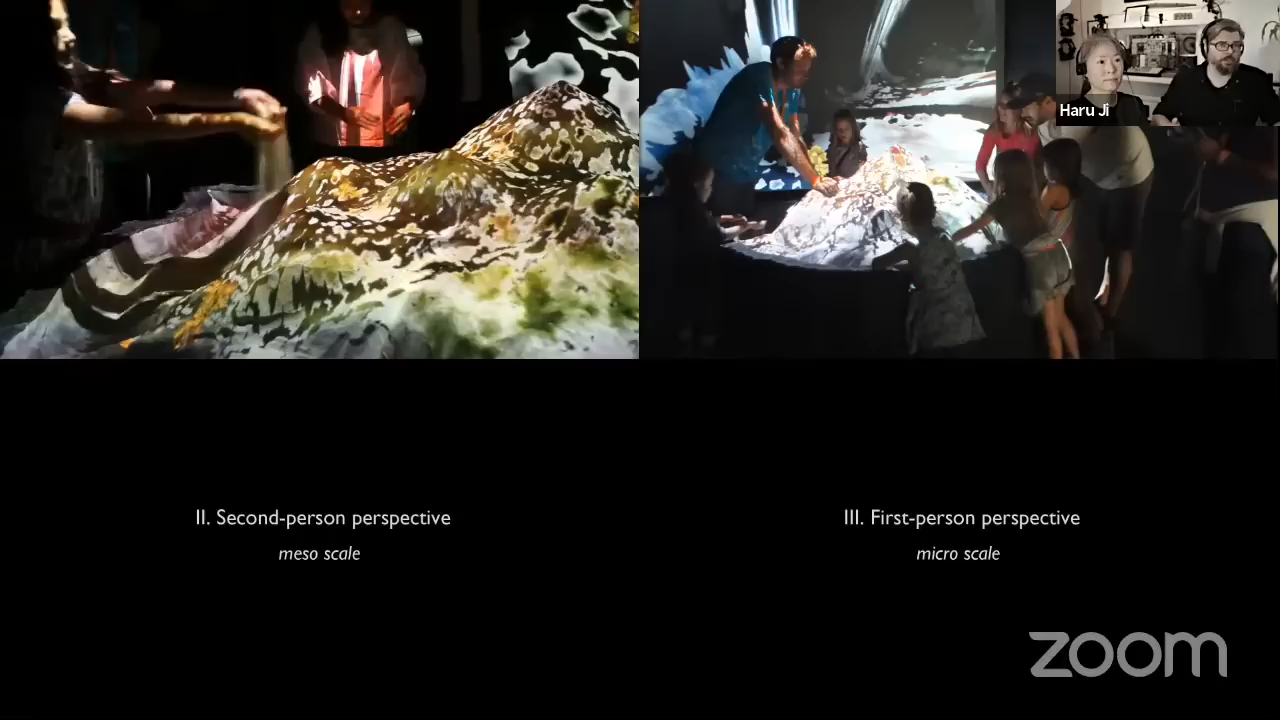 Haru Ji
II. Second-person perspective
meso scale
III. First-person perspective
micro scale
zoom